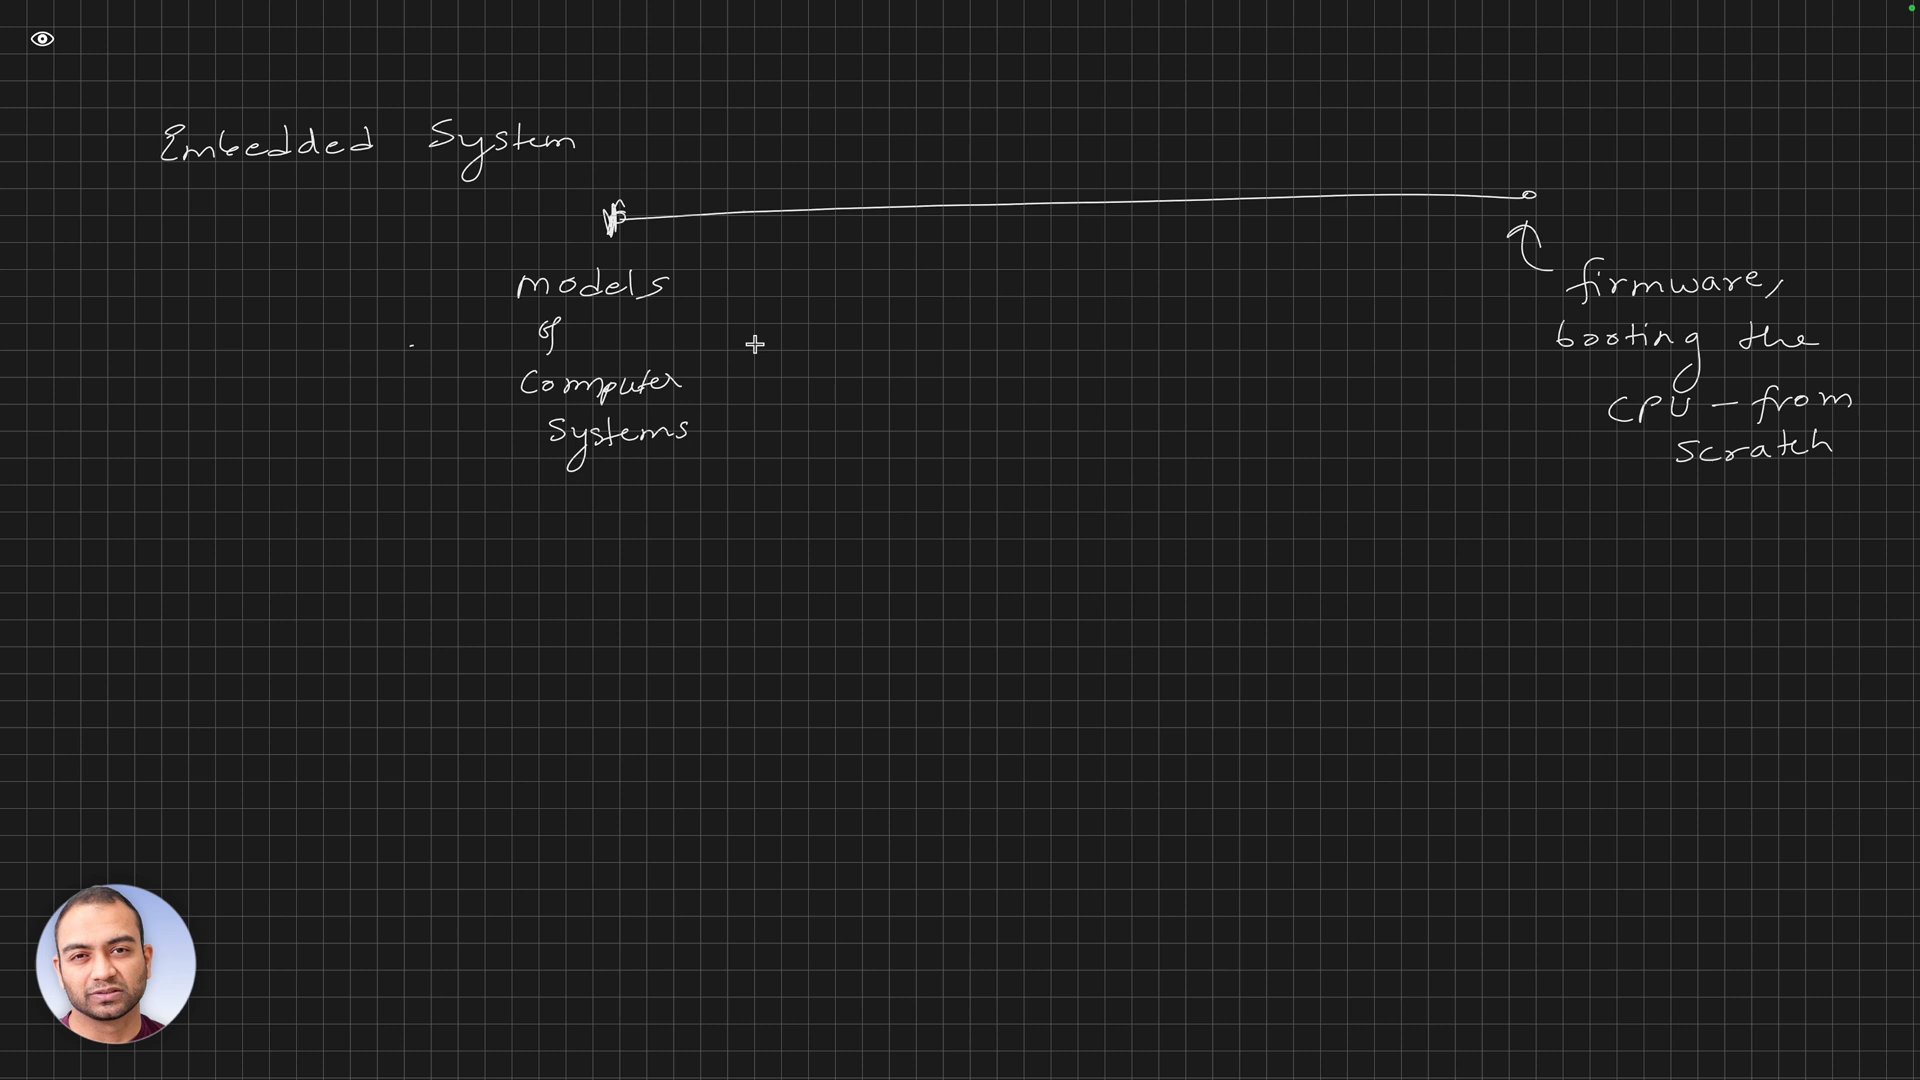 Embedded System
models
of
Computer
Systems
firmware,
booting the
CPU - from
scratch